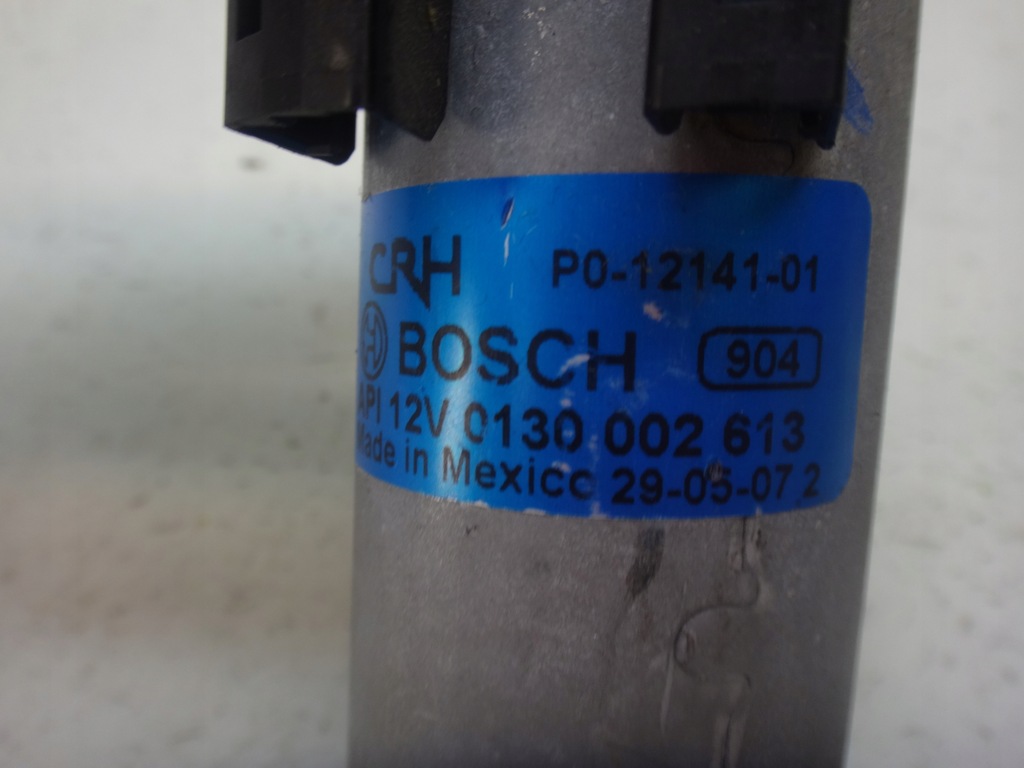 CRH P0-12141-01
BOSCH 904
API 12V 0130 002 613
Made in Mexico 29-05-07 2